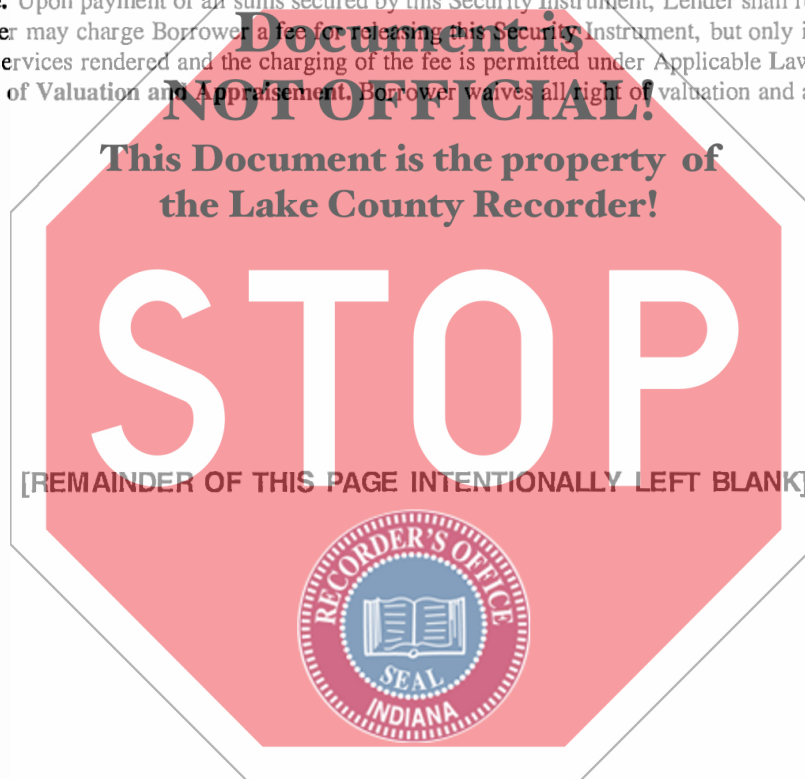 Upon payment of all sums secured by this Security Instrument, Lender shall
er may charge Borrower a fee for releasing this Security Instrument, but only
ervices rendered and the charging of the fee is permitted under Applicable Law
of Valuation and Appraisement. Borrower waives all right of valuation and
Document is
NOT OFFICIAL!
This Document is the property of
the Lake County Recorder!
STOP
[REMAINDER OF THIS PAGE INTENTIONALLY LEFT BLANK]
RECORDER'S OFFICE
SEAL
INDIANA